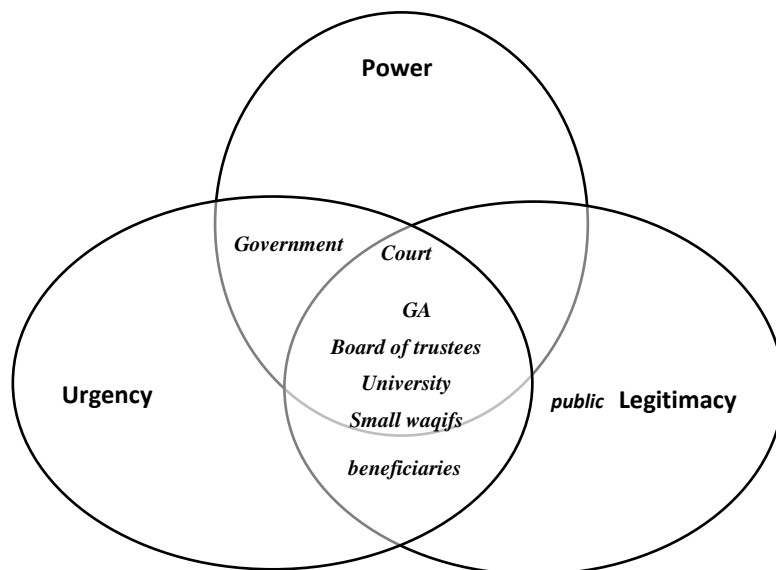 Power
Government
Court
GA
Board of trustees
University
Urgency
public Legitimacy
Small waqifs
beneficiaries